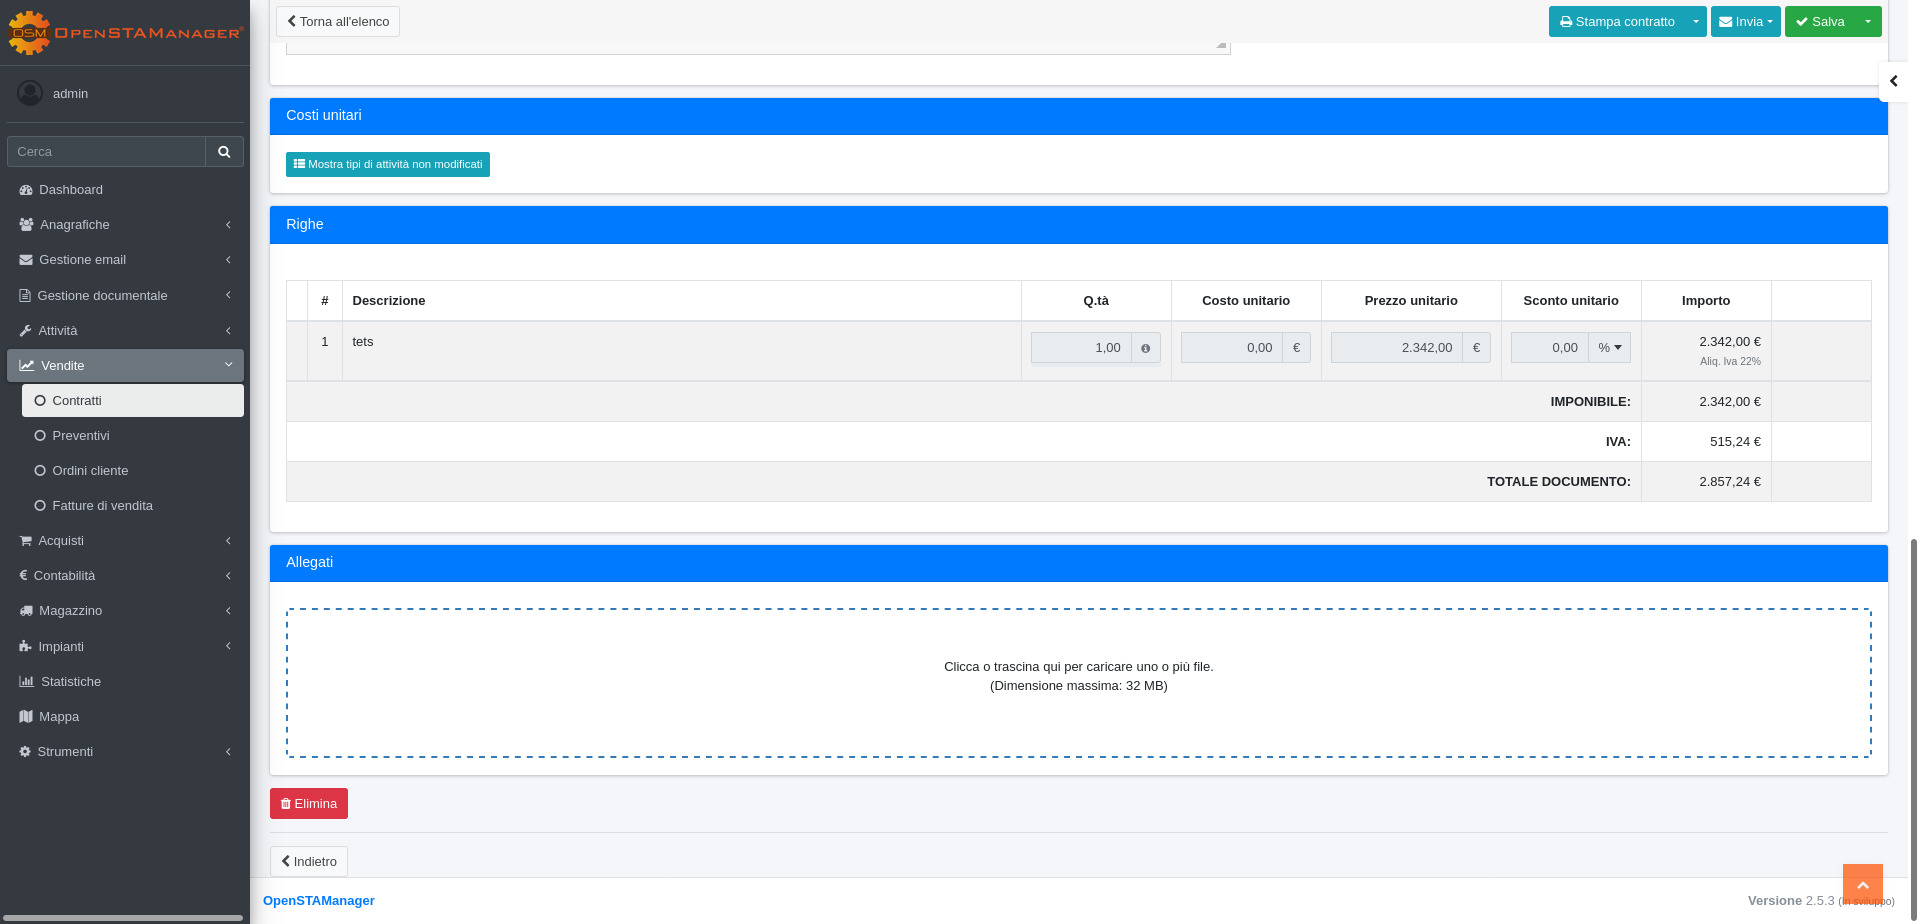 OSM OPENSTAMANAGER®
Torna all'elenco
Stampa contratto
Invia
Salva
admin
Cerca
Dashboard
Anagrafiche
Gestione email
Gestione documentale
Attività
Vendite
Contratti
Preventivi
Ordini cliente
Fatture di vendita
Acquisti
Contabilità
Magazzino
Impianti
Statistiche
Mappa
Strumenti
Costi unitari
Mostra tipi di attività non modificati
Righe
# Descrizione Q.tà Costo unitario Prezzo unitario Sconto unitario Importo
1 tets 1,00 0,00 € 2.342,00 € 0,00 % 2.342,00 €
Aliq. Iva 22%
IMPONIBILE: 2.342,00 €
IVA: 515,24 €
TOTALE DOCUMENTO: 2.857,24 €
Allegati
Clicca o trascina qui per caricare uno o più file.
(Dimensione massima: 32 MB)
Elimina
Indietro
OpenSTAManager
Versione 2.5.3 (In sviluppo)